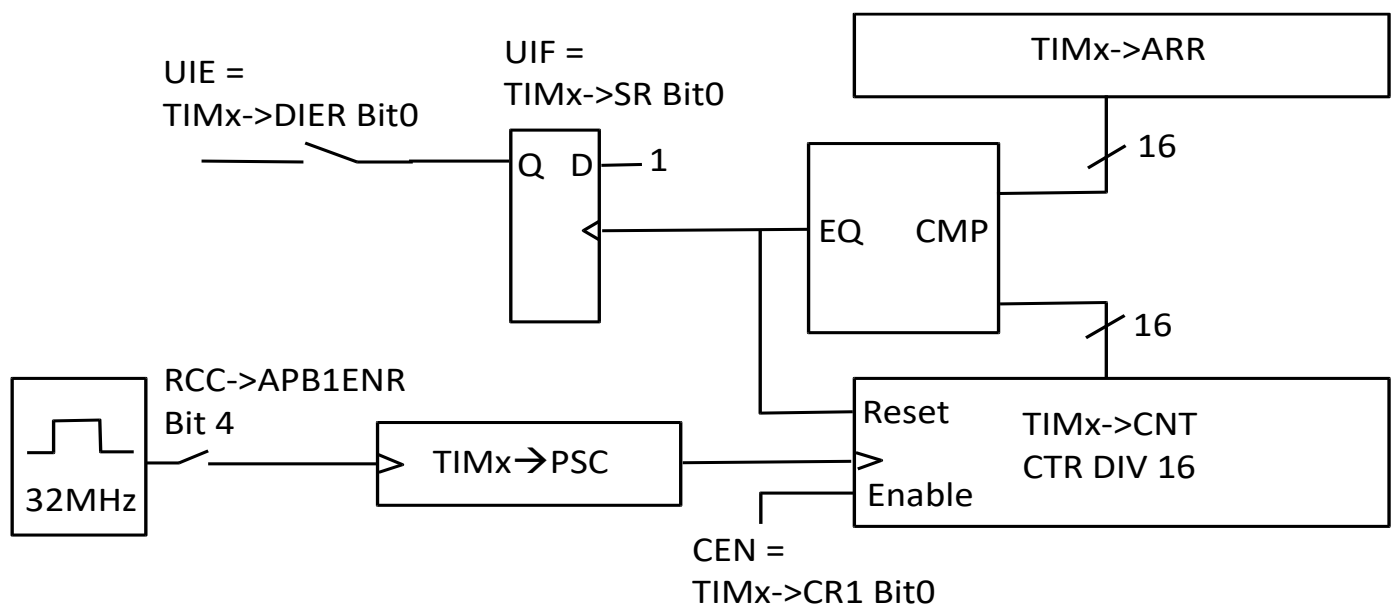 TIMx->ARR
UIF =
TIMx->SR Bit0
UIE =
TIMx->DIER Bit0
Q D
1
16
EQ CMP
16
RCC->APB1ENR
Bit 4
32MHz
TIMx→PSC
Reset
Enable
TIMx->CNT
CTR DIV 16
CEN =
TIMx->CR1 Bit0